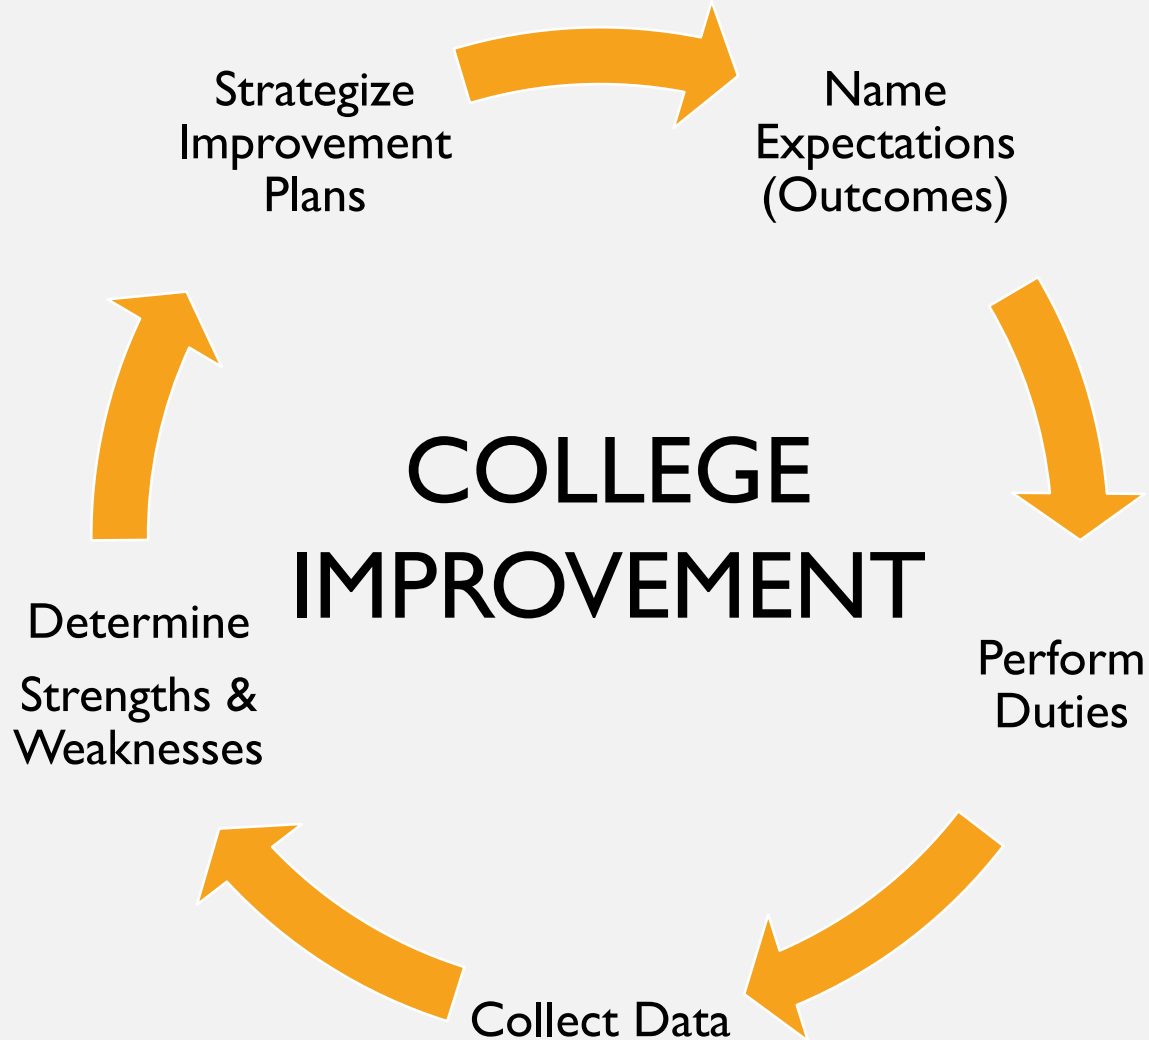 Strategize
Improvement
Plans
Name
Expectations
(Outcomes)
COLLEGE
IMPROVEMENT
Determine
Strengths &
Weaknesses
Perform
Duties
Collect Data